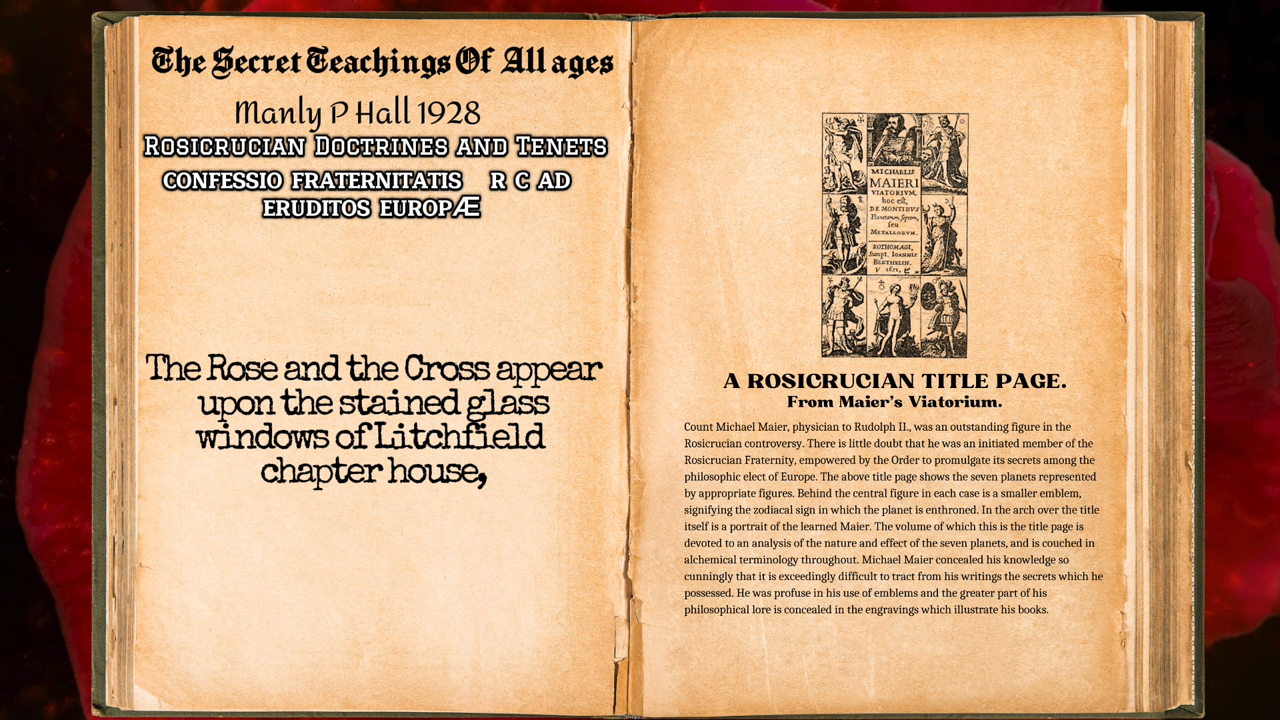 The Secret Teachings Of All ages
Manly P Hall 1928
ROSICRUCIAN DOCTRINES AND TENETS
CONFESSIO FRATERNITATIS R C AD
ERUDITOS EUROPÆ
The Rose and the Cross appear
upon the stained glass
windows of Litchfield
chapter house,
MICHAELIS
MAIERI
VIATORIVM,
hoc est,
DE MONTIBVS
Planetarum septem,
seu
METALLORVM.
ROTHOMAGI,
Sumpt. IOANNIS
BERTHELIN,
A ROSICRUCIAN TITLE PAGE.
From Maier's Viatorium.
Count Michael Maier, physician to Rudolph II., was an outstanding figure in the
Rosicrucian controversy. There is little doubt that he was an initiated member of the
Rosicrucian Fraternity, empowered by the Order to promulgate its secrets among the
philosophic elect of Europe. The above title page shows the seven planets represented
by appropriate figures. Behind the central figure in each case is a smaller emblem,
signifying the zodiacal sign in which the planet is enthroned. In the arch over the title
itself is a portrait of the learned Maier. The volume of which this is the title page is
devoted to an analysis of the nature and effect of the seven planets, and is couched in
alchemical terminology throughout. Michael Maier concealed his knowledge so
cunningly that it is exceedingly difficult to tract from his writings the secrets which he
possessed. He was profuse in his use of emblems and the greater part of his
philosophical lore is concealed in the engravings which illustrate his books.